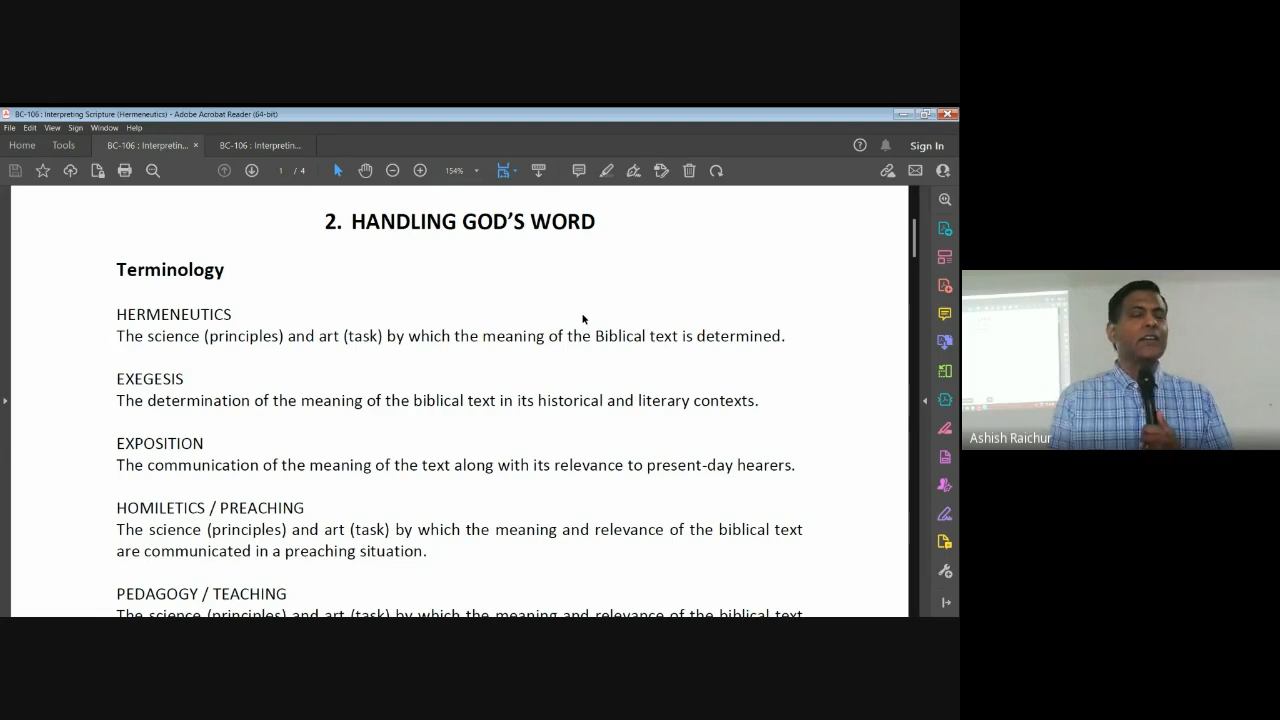 BC-106 : Interpreting Scripture (Hermeneutics) - Adobe Acrobat Reader (64-bit)
File Edit View Sign Window Help
Home Tools BC-106 : Interpretin... × BC-106 : Interpretin...
Sign In
1 / 4 154%
2. HANDLING GOD'S WORD
Terminology
HERMENEUTICS
The science (principles) and art (task) by which the meaning of the Biblical text is determined.
EXEGESIS
The determination of the meaning of the biblical text in its historical and literary contexts.
EXPOSITION
The communication of the meaning of the text along with its relevance to present-day hearers.
HOMILETICS / PREACHING
The science (principles) and art (task) by which the meaning and relevance of the biblical text
are communicated in a preaching situation.
PEDAGOGY / TEACHING
The science (principles) and art (task) by which the meaning and relevance of the biblical text
Ashish Raichur